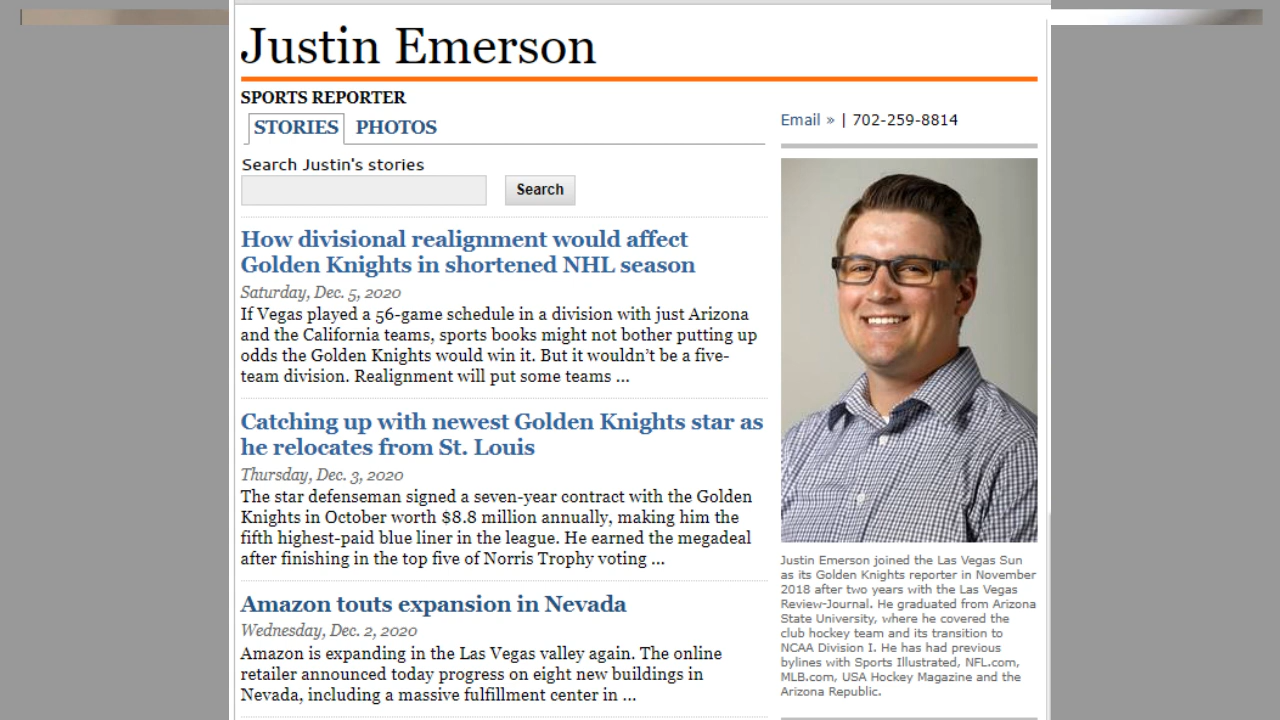 Justin Emerson
SPORTS REPORTER
STORIES PHOTOS
Search Justin's stories
Search
How divisional realignment would affect
Golden Knights in shortened NHL season
Saturday, Dec. 5, 2020
If Vegas played a 56-game schedule in a division with just Arizona
and the California teams, sports books might not bother putting up
odds the Golden Knights would win it. But it wouldn’t be a five-
team division. Realignment will put some teams ...
Catching up with newest Golden Knights star as
he relocates from St. Louis
Thursday, Dec. 3, 2020
The star defenseman signed a seven-year contract with the Golden
Knights in October worth $8.8 million annually, making him the
fifth highest-paid blue liner in the league. He earned the megadeal
after finishing in the top five of Norris Trophy voting ...
Amazon touts expansion in Nevada
Wednesday, Dec. 2, 2020
Amazon is expanding in the Las Vegas valley again. The online
retailer announced today progress on eight new buildings in
Nevada, including a massive fulfillment center in ...
Email » | 702-259-8814
Justin Emerson joined the Las Vegas Sun
as its Golden Knights reporter in November
2018 after two years with the Las Vegas
Review-Journal. He graduated from Arizona
State University, where he covered the
club hockey team and its transition to
NCAA Division I. He has had previous
bylines with Sports Illustrated, NFL.com,
MLB.com, USA Hockey Magazine and the
Arizona Republic.